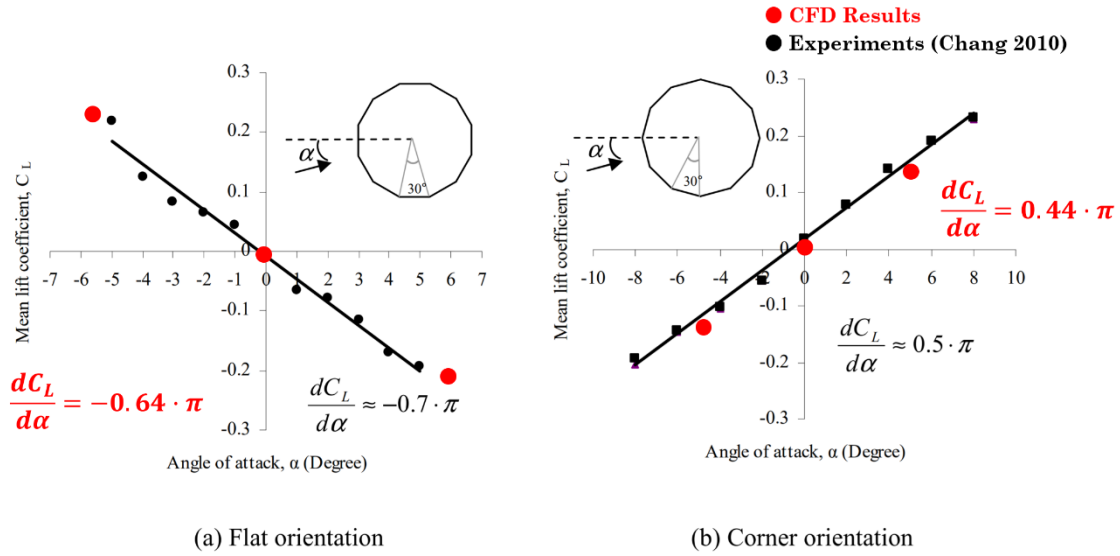 CFD Results
Experiments (Chang 2010)
0.3
0.2
0.1
0
-0.1
-0.2
-0.3
-7 -6 -5 -4 -3 -2 -1 0 1 2 3 4 5 6 7
Mean lift coefficient, C_L
α
30°
dC_L/dα = −0.64 · π
dC_L/dα ≈ −0.7 · π
Angle of attack, α (Degree)
(a) Flat orientation
0.3
0.2
0.1
0
-0.1
-0.2
-0.3
-10 -8 -6 -4 -2 0 2 4 6 8 10
Mean lift coefficient, C_L
α
30°
dC_L/dα = 0.44 · π
dC_L/dα ≈ 0.5 · π
Angle of attack, α (Degree)
(b) Corner orientation